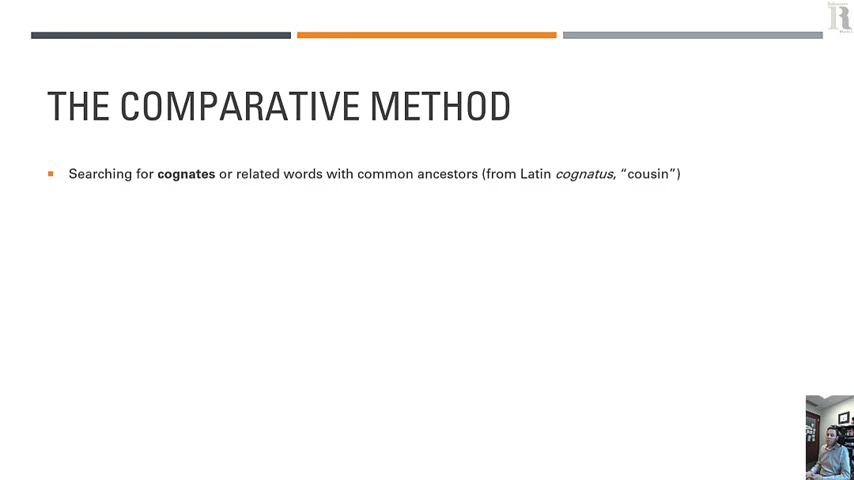 THE COMPARATIVE METHOD
Searching for cognates or related words with common ancestors (from Latin cognatus, “cousin”)
R